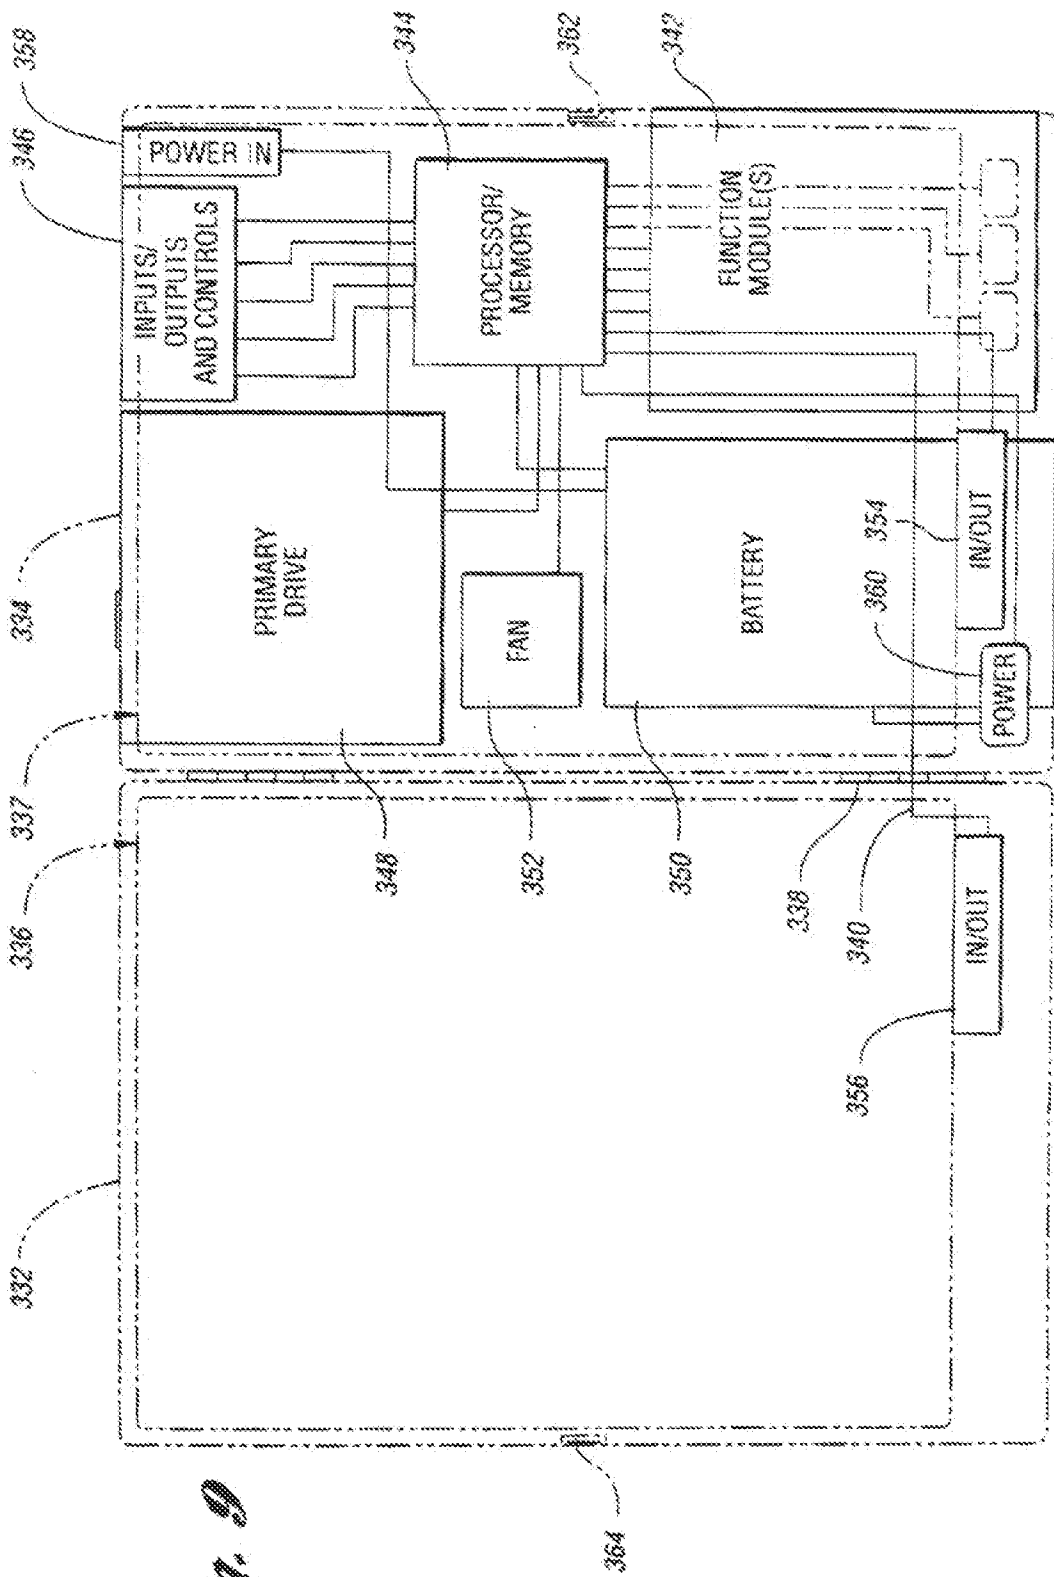 9
332
336
337
334
346
358
INPUTS/
OUTPUTS
AND CONTROLS
POWER IN
PRIMARY
DRIVE
348
344
PROCESSOR/
MEMORY
FAN
352
362
364
350
BATTERY
342
FUNCTION
MODULE(S)
338
340
360
354
356
IN/OUT
POWER
IN/OUT